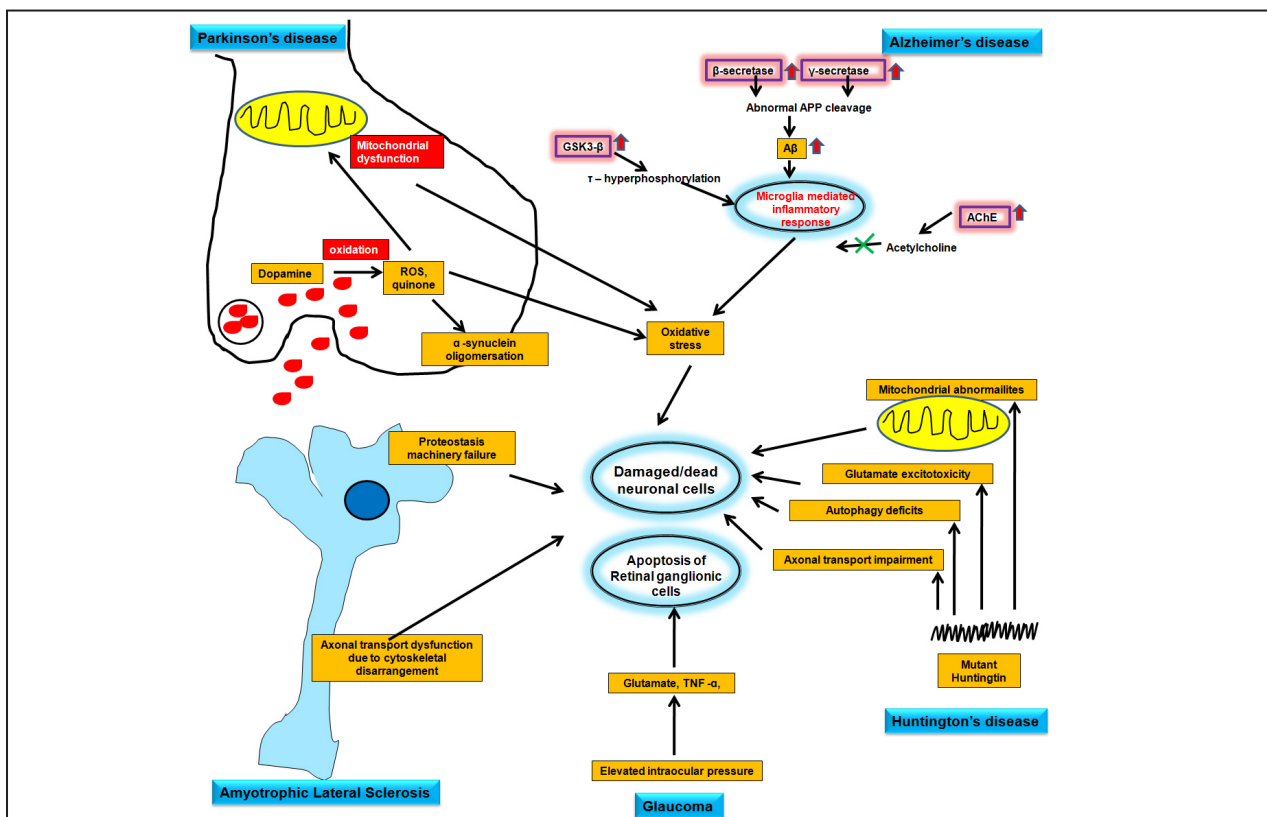 Parkinson's disease
Alzheimer's disease
β-secretase
γ-secretase
Abnormal APP cleavage
Aβ
GSK3-β
τ – hyperphosphorylation
Microglia mediated
inflammatory
response
AChE
Acetylcholine
Mitochondrial
dysfunction
oxidation
Dopamine
ROS,
quinone
α -synuclein
oligomersation
Oxidative
stress
Mitochondrial abnormailites
Glutamate excitotoxicity
Autophagy deficits
Axonal transport impairment
Mutant
Huntingtin
Huntington's disease
Damaged/dead
neuronal cells
Apoptosis of
Retinal ganglionic
cells
Proteostasis
machinery failure
Axonal transport dysfunction
due to cytoskeletal
disarrangement
Amyotrophic Lateral Sclerosis
Glutamate, TNF -α,
Elevated intraocular pressure
Glaucoma